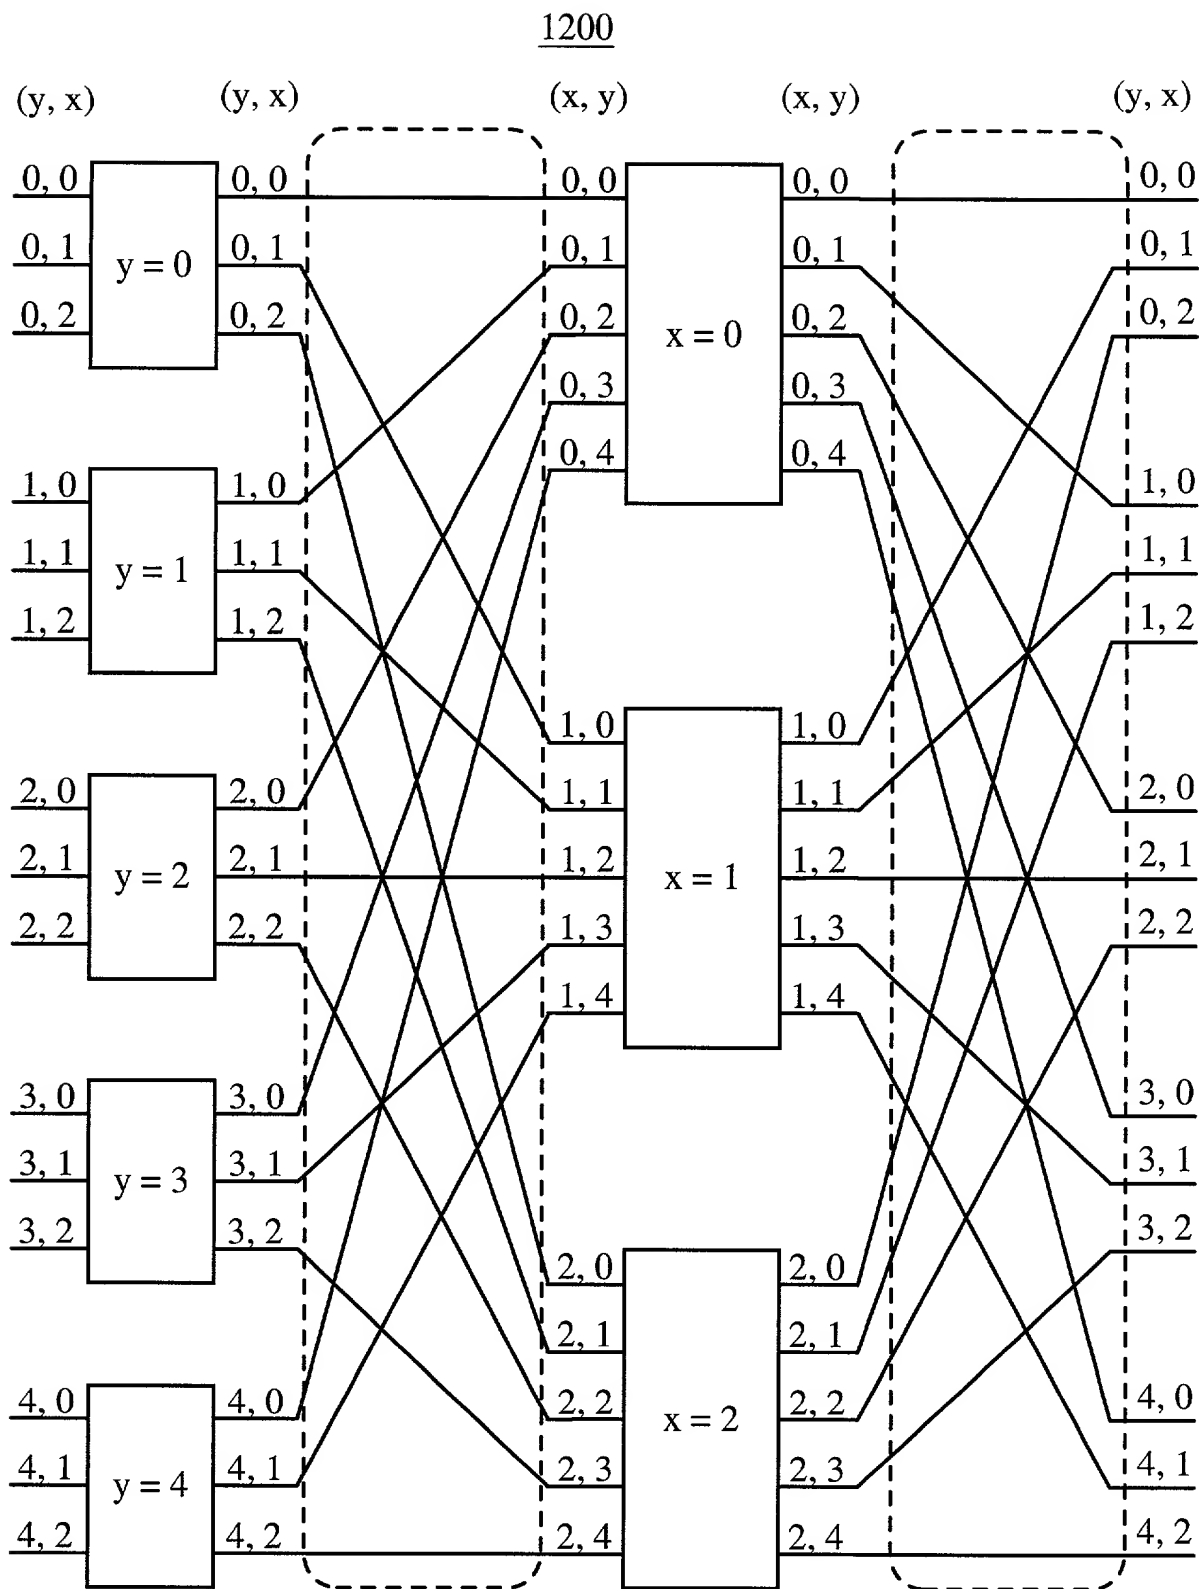 1200
(y, x) (y, x) (x, y) (x, y) (y, x)
0, 0 0, 0 0, 0 0, 0 0, 0
0, 1 y = 0 0, 1 0, 1 0, 1 0, 1
0, 2 0, 2 0, 2 x = 0 0, 2 0, 2
0, 3 0, 3
0, 4 0, 4
1, 0 1, 0 1, 0
1, 1 y = 1 1, 1 1, 1
1, 2 1, 2 1, 2
1, 0 1, 0
2, 0 2, 0 1, 1 1, 1 2, 0
2, 1 y = 2 2, 1 1, 2 x = 1 1, 2 2, 1
2, 2 2, 2 1, 3 1, 3 2, 2
1, 4 1, 4
3, 0 3, 0 3, 0
3, 1 y = 3 3, 1 3, 1
3, 2 3, 2 3, 2
2, 0 2, 0
2, 1 2, 1
4, 0 4, 0 2, 2 x = 2 2, 2 4, 0
4, 1 y = 4 4, 1 2, 3 2, 3 4, 1
4, 2 4, 2 2, 4 2, 4 4, 2